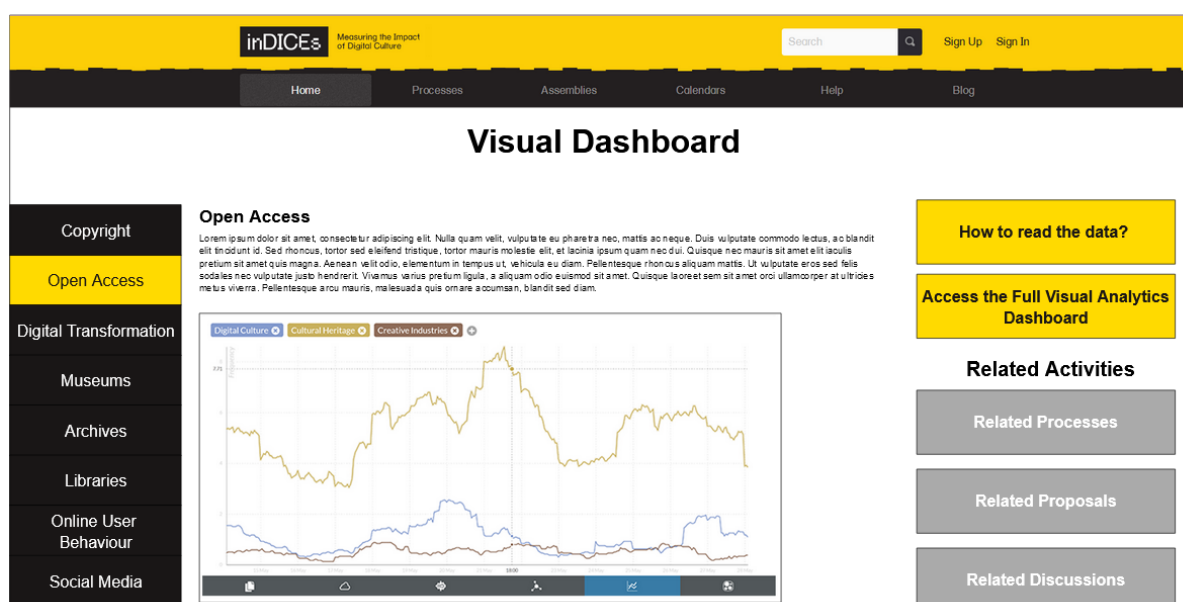 inDICEs
Measuring the Impact
of Digital Culture
Search
Sign Up Sign In
Home Processes Assemblies Calendars Help Blog
Visual Dashboard
Copyright
Open Access
Digital Transformation
Museums
Archives
Libraries
Online User
Behaviour
Social Media
Open Access
Lorem ipsum dolor sit amet, consectetur adipiscing elit. Nulla quam velit, vulputate eu pharetra nec, mattis ac neque. Duis vulputate commodo lectus, ac blandit
elit tincidunt id. Sed rhoncus, tortor sed eleifend tristique, tortor mauris molestie elit, et lacinia ipsum quam nec dui. Quisque nec mauris sit amet elit iaculis
pretium sit amet quis magna. Aenean velit odio, elementum in tempus ut, vehicula eu diam. Pellentesque rhoncus aliquam mattis. Ut vulputate eros sed felis
sodales nec vulputate justo hendrerit. Vivamus varius pretium ligula, a aliquam odio euismod sit amet. Quisque laoreet sem sit amet orci ullamcorper at ultricies
metus viverra. Pellentesque arcu mauris, malesuada quis ornare accumsan, blandit sed diam.
Digital Culture Cultural Heritage Creative Industries
18:00
How to read the data?
Access the Full Visual Analytics
Dashboard
Related Activities
Related Processes
Related Proposals
Related Discussions